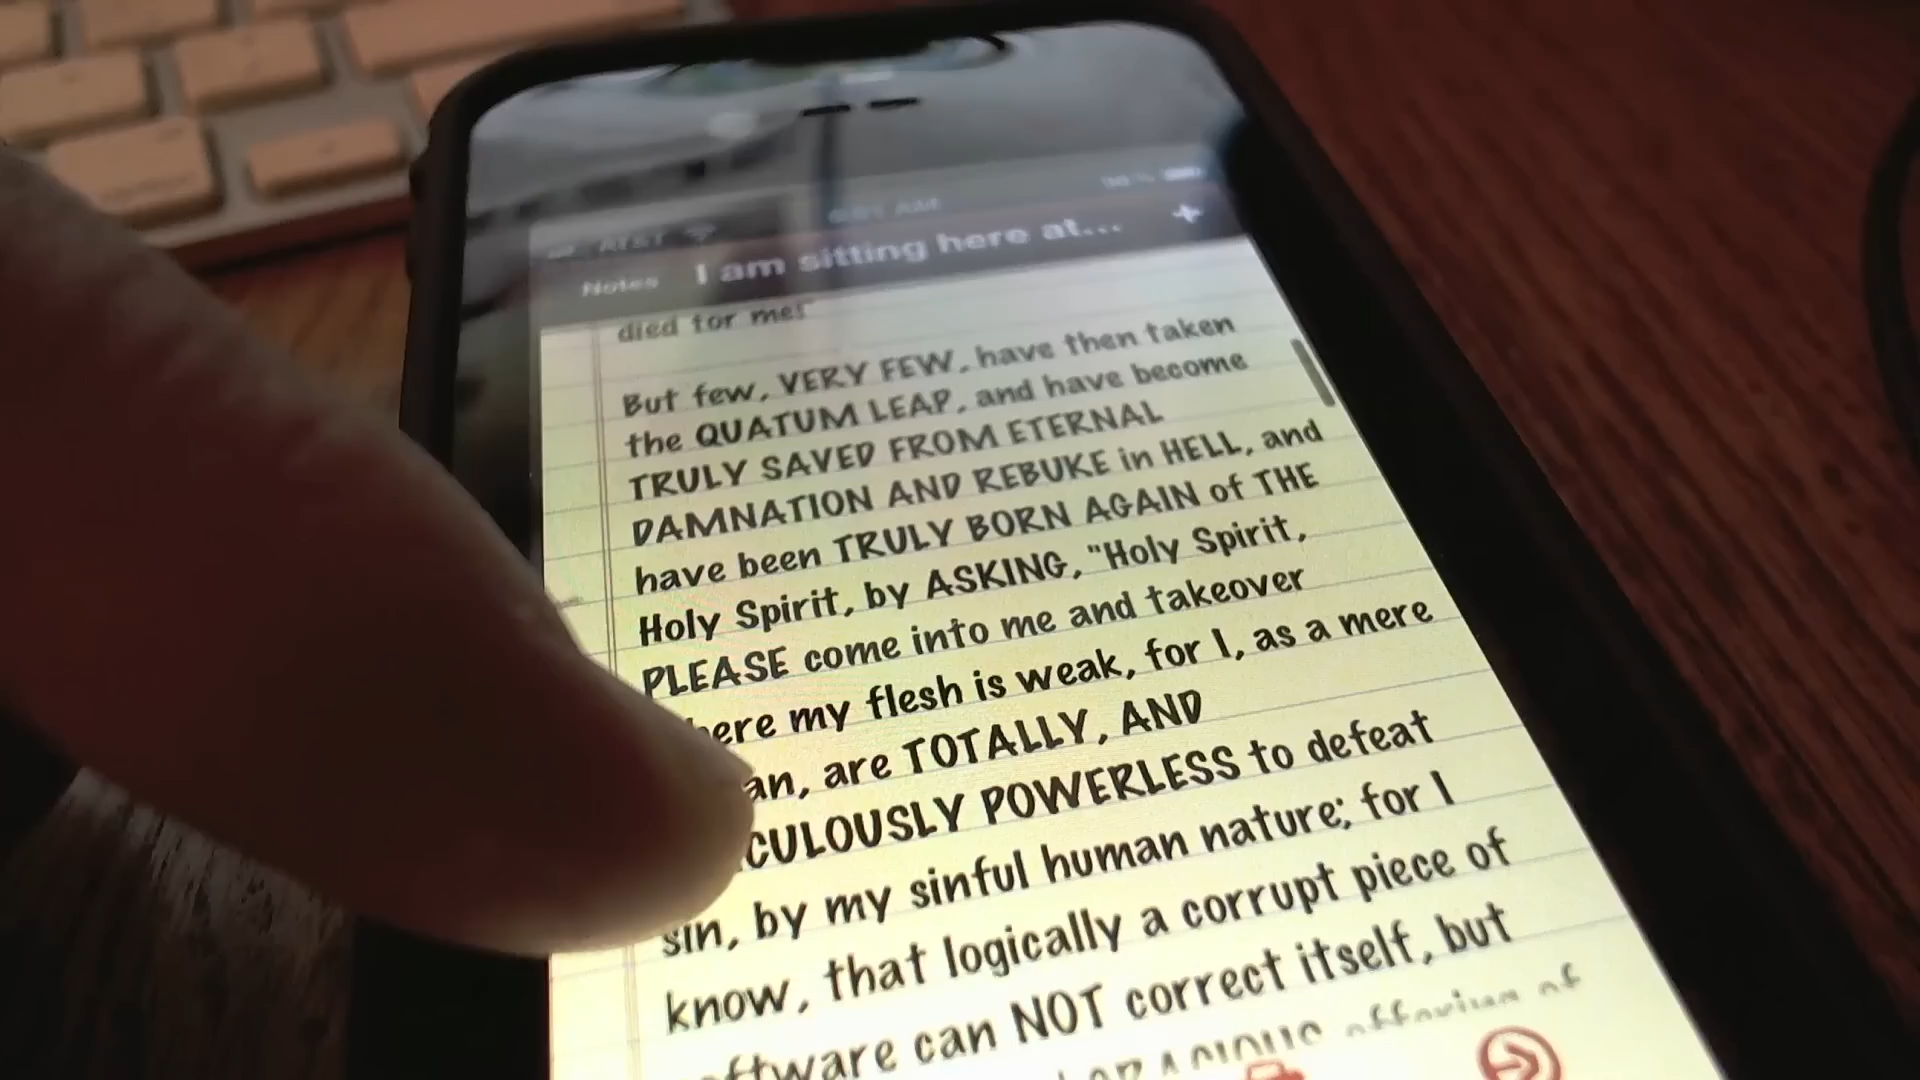 AT&T
Notes I am sitting here at... +
died for me!"
But few, VERY FEW, have then taken
the QUATUM LEAP, and have become
TRULY SAVED FROM ETERNAL
DAMNATION AND REBUKE in HELL, and
have been TRULY BORN AGAIN of THE
Holy Spirit, by ASKING, "Holy Spirit,
PLEASE come into me and takeover
here my flesh is weak, for I, as a mere
an, are TOTALLY, AND
CULOUSLY POWERLESS to defeat
sin, by my sinful human nature; for I
know, that logically a corrupt piece of
oftware can NOT correct itself, but
offering of